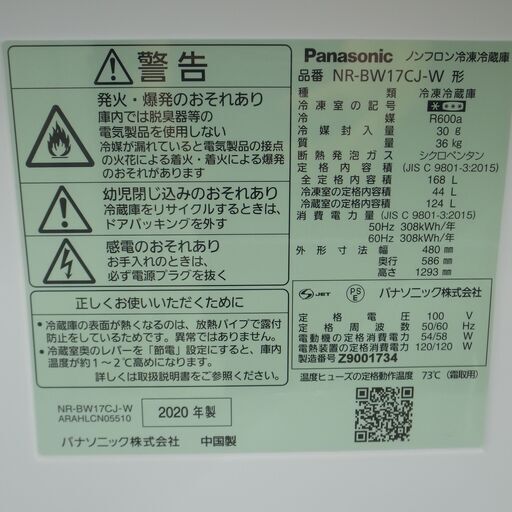 警告
発火・爆発のおそれあり
庫内では脱臭器等の
電気製品を使用しない
冷媒が漏れていると電気製品の接点
の火花による着火・着火による爆発
のおそれがあります
幼児閉じ込みのおそれあり
冷蔵庫をリサイクルするときは、
ドアパッキングを外す
感電のおそれあり
お手入れのときは、
必ず電源プラグを抜く
正しくお使いいただくために
・冷蔵庫の表面が熱くなるのは、放熱パイプで露付
防止をしているためです。異常ではありません。
・冷蔵室奥のレバーを「節電」設定にすると、庫内
温度が約1~2℃高めになります。
詳しくは取扱説明書をご参照ください。
NR-BW17CJ-W
ARAHLCN05510
2020年製
パナソニック株式会社 中国製
Panasonic ノンフロン冷凍冷蔵庫
品番 NR-BW17CJ-W 形
種類 冷凍冷蔵庫
冷凍室の記号
冷媒 R600a
冷媒封入量 30g
質量 36kg
断熱発泡ガス シクロペンタン
定格内容積 (JIS C 9801-3:2015)
全定格内容積 168 L
冷凍室の定格内容積 44 L
冷蔵室の定格内容積 124 L
消費電力量 (JIS C 9801-3:2015)
50Hz 308kWh/年
60Hz 308kWh/年
外形寸法 幅 480 mm
奥行 586 mm
高さ 1293 mm
JET PS E パナソニック株式会社
定格電圧 100 V
定格周波数 50/60 Hz
電動機の定格消費電力 54/58 W
電熱装置の定格消費電力 120/120 W
製造番号 Z9001734
温度ヒューズの定格動作温度 73℃ (霜取用)